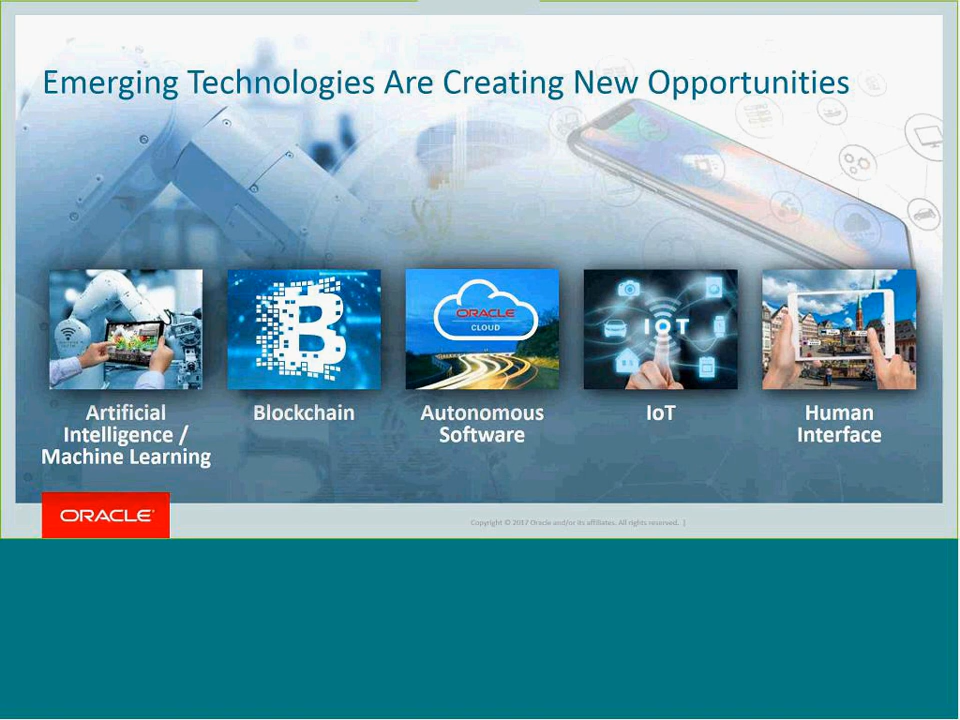 Emerging Technologies Are Creating New Opportunities
ORACLE
CLOUD
IoT
Artificial
Intelligence /
Machine Learning
Blockchain
Autonomous
Software
IoT
Human
Interface
ORACLE
Copyright © 2017 Oracle and/or its affiliates. All rights reserved. |